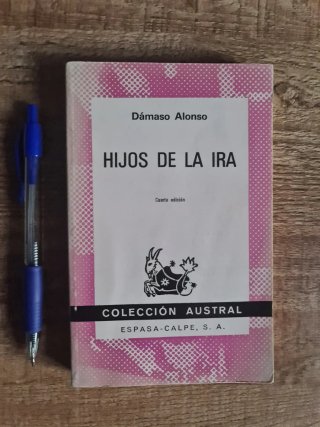 Dámaso Alonso
HIJOS DE LA IRA
Cuarta edición
COLECCIÓN AUSTRAL
ESPASA-CALPE, S. A.